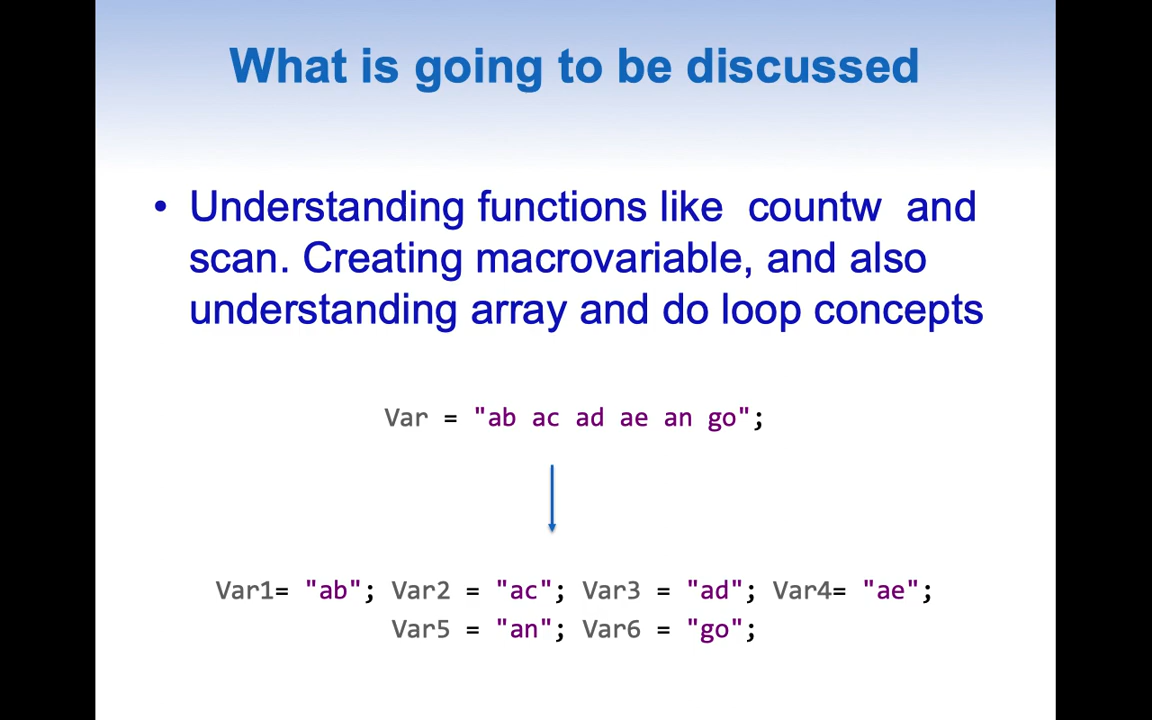 What is going to be discussed
• Understanding functions like  countw  and
scan. Creating macrovariable, and also
understanding array and do loop concepts
Var = "ab ac ad ae an go";
Var1= "ab"; Var2 = "ac"; Var3 = "ad"; Var4= "ae";
Var5 = "an"; Var6 = "go";